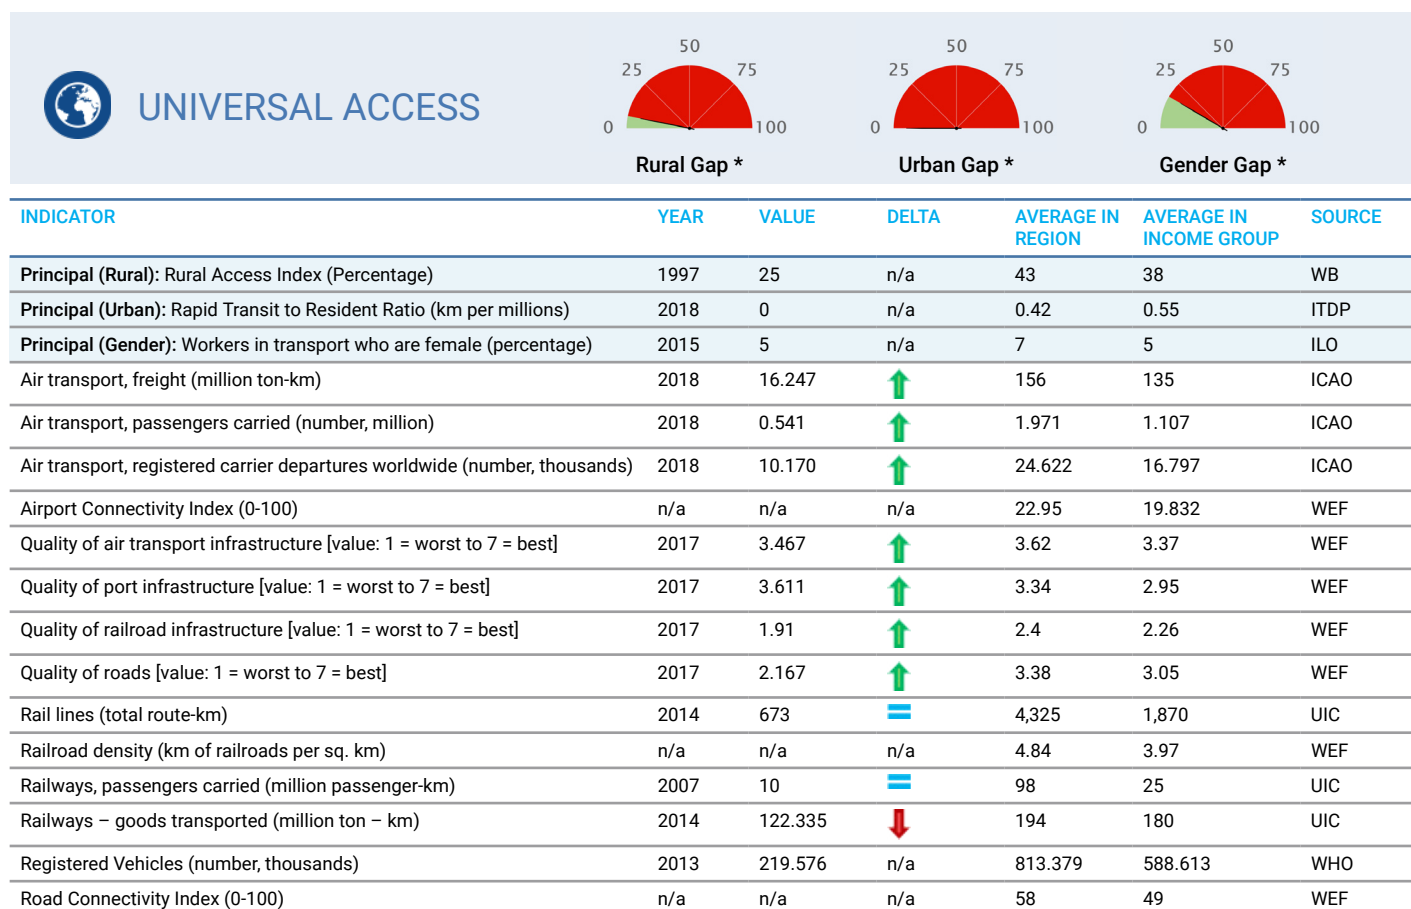 UNIVERSAL ACCESS
0 25 50 75 100
Rural Gap *
0 25 50 75 100
Urban Gap *
0 25 50 75 100
Gender Gap *
INDICATOR YEAR VALUE DELTA AVERAGE IN REGION AVERAGE IN INCOME GROUP SOURCE
Principal (Rural): Rural Access Index (Percentage) 1997 25 n/a 43 38 WB
Principal (Urban): Rapid Transit to Resident Ratio (km per millions) 2018 0 n/a 0.42 0.55 ITDP
Principal (Gender): Workers in transport who are female (percentage) 2015 5 n/a 7 5 ILO
Air transport, freight (million ton-km) 2018 16.247 156 135 ICAO
Air transport, passengers carried (number, million) 2018 0.541 1.971 1.107 ICAO
Air transport, registered carrier departures worldwide (number, thousands) 2018 10.170 24.622 16.797 ICAO
Airport Connectivity Index (0-100) n/a n/a n/a 22.95 19.832 WEF
Quality of air transport infrastructure [value: 1 = worst to 7 = best] 2017 3.467 3.62 3.37 WEF
Quality of port infrastructure [value: 1 = worst to 7 = best] 2017 3.611 3.34 2.95 WEF
Quality of railroad infrastructure [value: 1 = worst to 7 = best] 2017 1.91 2.4 2.26 WEF
Quality of roads [value: 1 = worst to 7 = best] 2017 2.167 3.38 3.05 WEF
Rail lines (total route-km) 2014 673 4,325 1,870 UIC
Railroad density (km of railroads per sq. km) n/a n/a n/a 4.84 3.97 WEF
Railways, passengers carried (million passenger-km) 2007 10 98 25 UIC
Railways – goods transported (million ton – km) 2014 122.335 194 180 UIC
Registered Vehicles (number, thousands) 2013 219.576 n/a 813.379 588.613 WHO
Road Connectivity Index (0-100) n/a n/a n/a 58 49 WEF